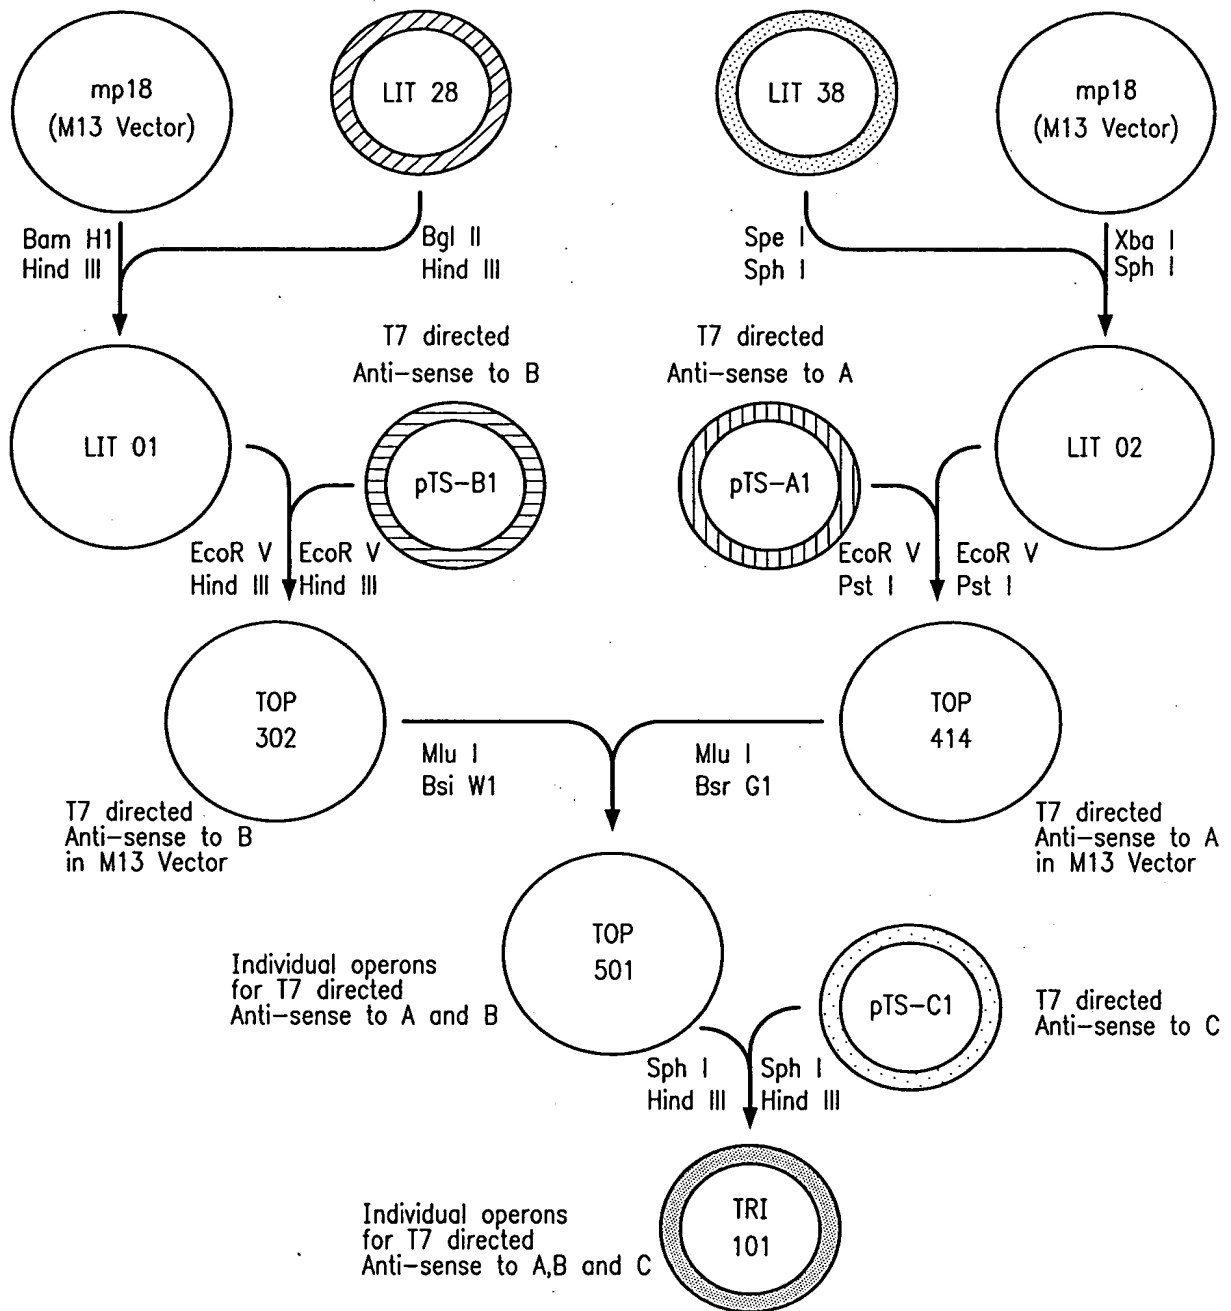 mp18
(M13 Vector)
LIT 28
LIT 38
mp18
(M13 Vector)
Bam H1
Hind III
Bgl II
Hind III
Spe I
Sph I
Xba I
Sph I
T7 directed
Anti-sense to B
T7 directed
Anti-sense to A
LIT 01
pTS-B1
pTS-A1
LIT 02
EcoR V
Hind III
EcoR V
Hind III
EcoR V
Pst I
EcoR V
Pst I
TOP
302
TOP
414
Mlu I
Bsi W1
Mlu I
Bsr G1
T7 directed
Anti-sense to B
in M13 Vector
T7 directed
Anti-sense to A
in M13 Vector
TOP
501
Individual operons
for T7 directed
Anti-sense to A and B
pTS-C1
T7 directed
Anti-sense to C
Sph I
Hind III
Sph I
Hind III
TRI
101
Individual operons
for T7 directed
Anti-sense to A,B and C